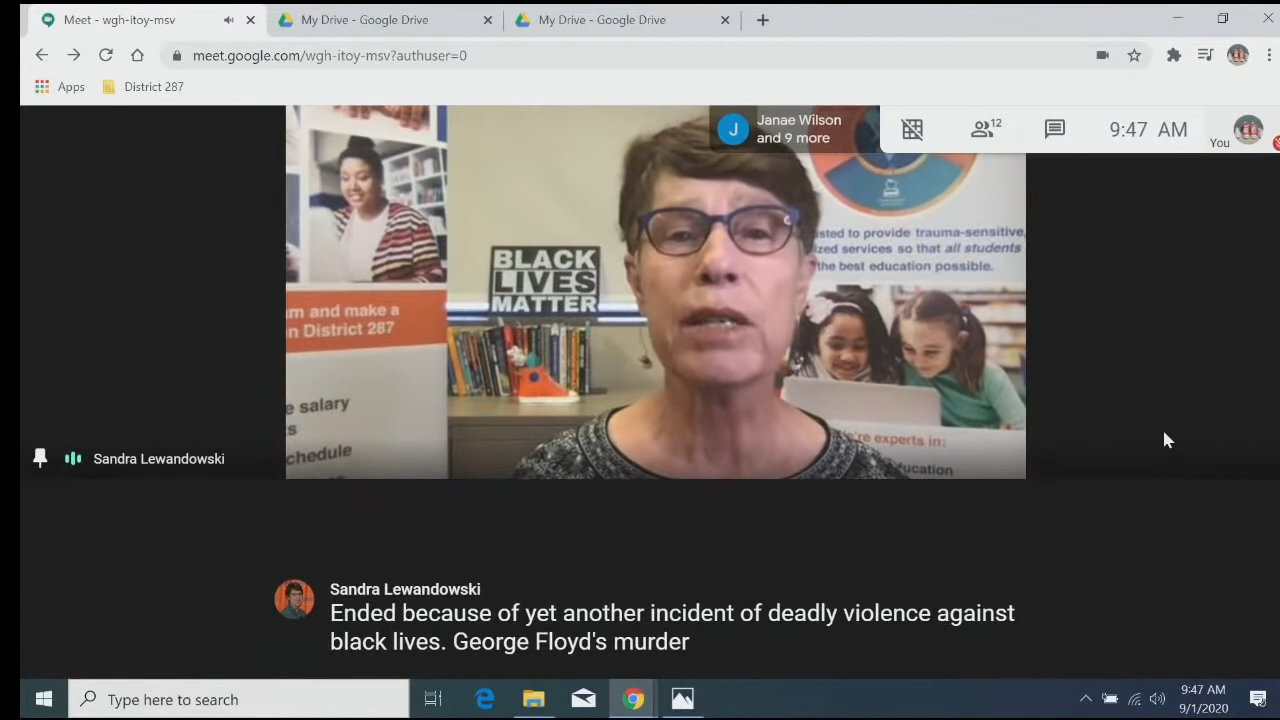 Meet - wgh-itoy-msv
My Drive - Google Drive
My Drive - Google Drive
meet.google.com/wgh-itoy-msv?authuser=0
Apps
District 287
J
Janae Wilson
and 9 more
12
9:47 AM
You
sted to provide trauma-sensitive,
ized services so that all students
the best education possible.
BLACK
LIVES
MATTER
m and make a
n District 287
e salary
s
chedule
're experts in:
ucation
Sandra Lewandowski
Sandra Lewandowski
Ended because of yet another incident of deadly violence against
black lives. George Floyd's murder
Type here to search
9:47 AM
9/1/2020